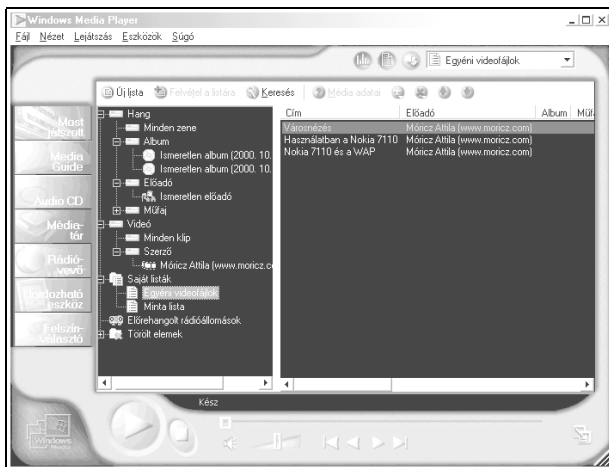 Windows Media Player
Fájl Nézet Lejátszás Eszközök Súgó
Egyéni videofájlok
Új lista Felvétel a listára Keresés Média adatai
Most játszott
Media Guide
Audio CD
Média-tár
Rádió-vevő
eszköz
Felszín-választó
Hang
Minden zene
Album
Ismeretlen album (2000. 10.
Ismeretlen album (2000. 10.
Előadó
Ismeretlen előadó
Műfaj
Videó
Minden klip
Szerző
Móricz Attila (www.moricz.c
Saját listák
Egyéni videofájlok
Minta lista
Előrehangolt rádióállomások
Törölt elemek
Cím Előadó Album Műf
Városnézés Móricz Attila (www.moricz.com)
Használatban a Nokia 7110 Móricz Attila (www.moricz.com)
Nokia 7110 és a WAP Móricz Attila (www.moricz.com)
Kész
Windows Media